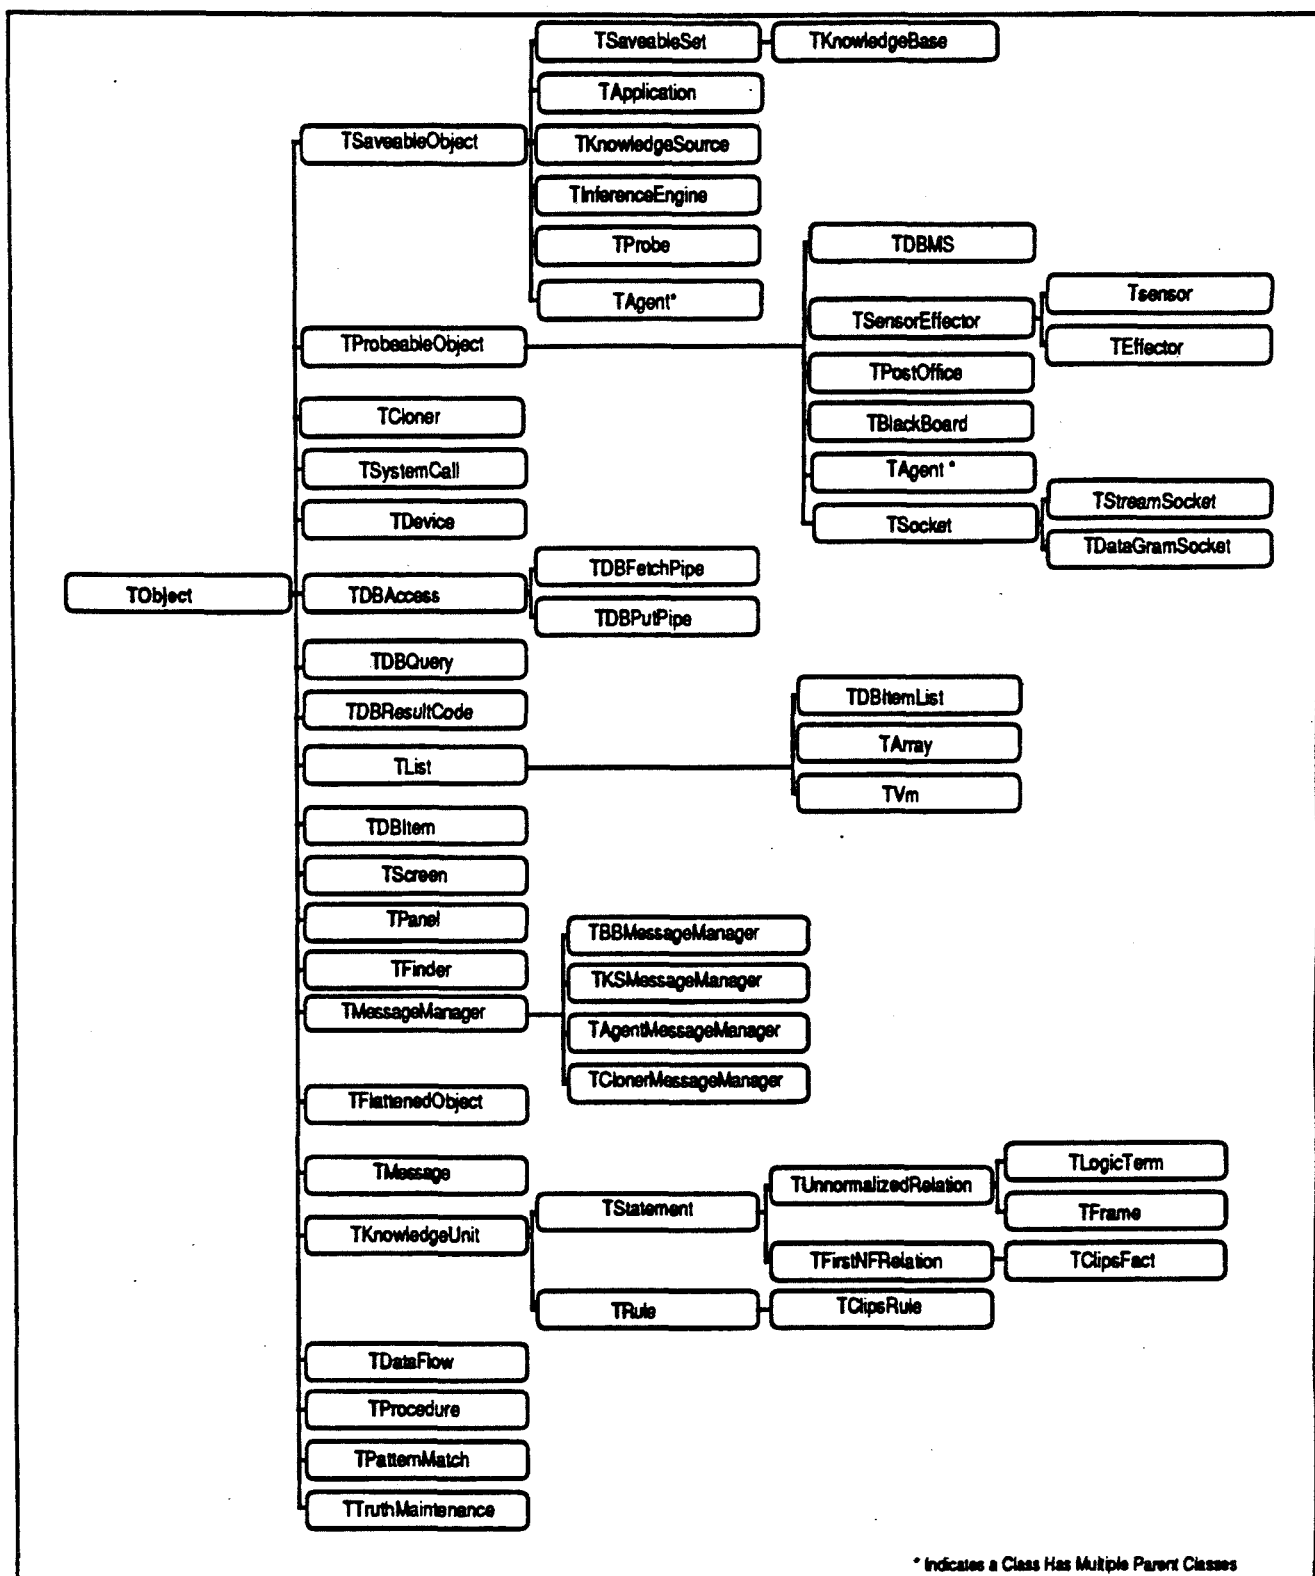 TSaveableSet
TKnowledgeBase
TApplication
TSaveableObject
TKnowledgeSource
TInferenceEngine
TProbe
TAgent*
TDBMS
TSensorEffector
Tsensor
TEffector
TProbeableObject
TPostOffice
TBlackBoard
TAgent *
TSocket
TStreamSocket
TDataGramSocket
TCloner
TSystemCall
TDevice
TObject
TDBAccess
TDBFetchPipe
TDBPutPipe
TDBQuery
TDBResultCode
TList
TDBItemList
TArray
TVm
TDBItem
TScreen
TPanel
TFinder
TMessageManager
TBBMessageManager
TKSMessageManager
TAgentMessageManager
TClonerMessageManager
TFlattenedObject
TMessage
TKnowledgeUnit
TStatement
TUnnormalizedRelation
TLogicTerm
TFrame
TFirstNFRelation
TClipsFact
TRule
TClipsRule
TDataFlow
TProcedure
TPatternMatch
TTruthMaintenance
* Indicates a Class Has Multiple Parent Classes